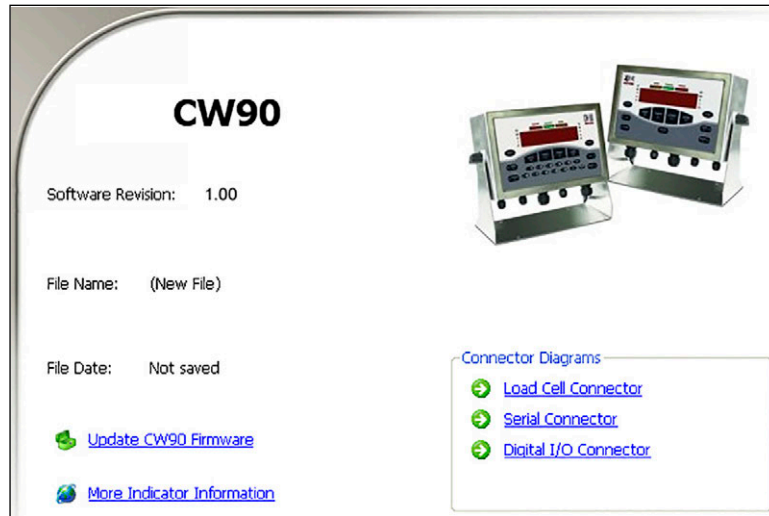 CW90
Software Revision: 1.00
File Name: (New File)
File Date: Not saved
Update CW90 Firmware
More Indicator Information
Connector Diagrams
Load Cell Connector
Serial Connector
Digital I/O Connector